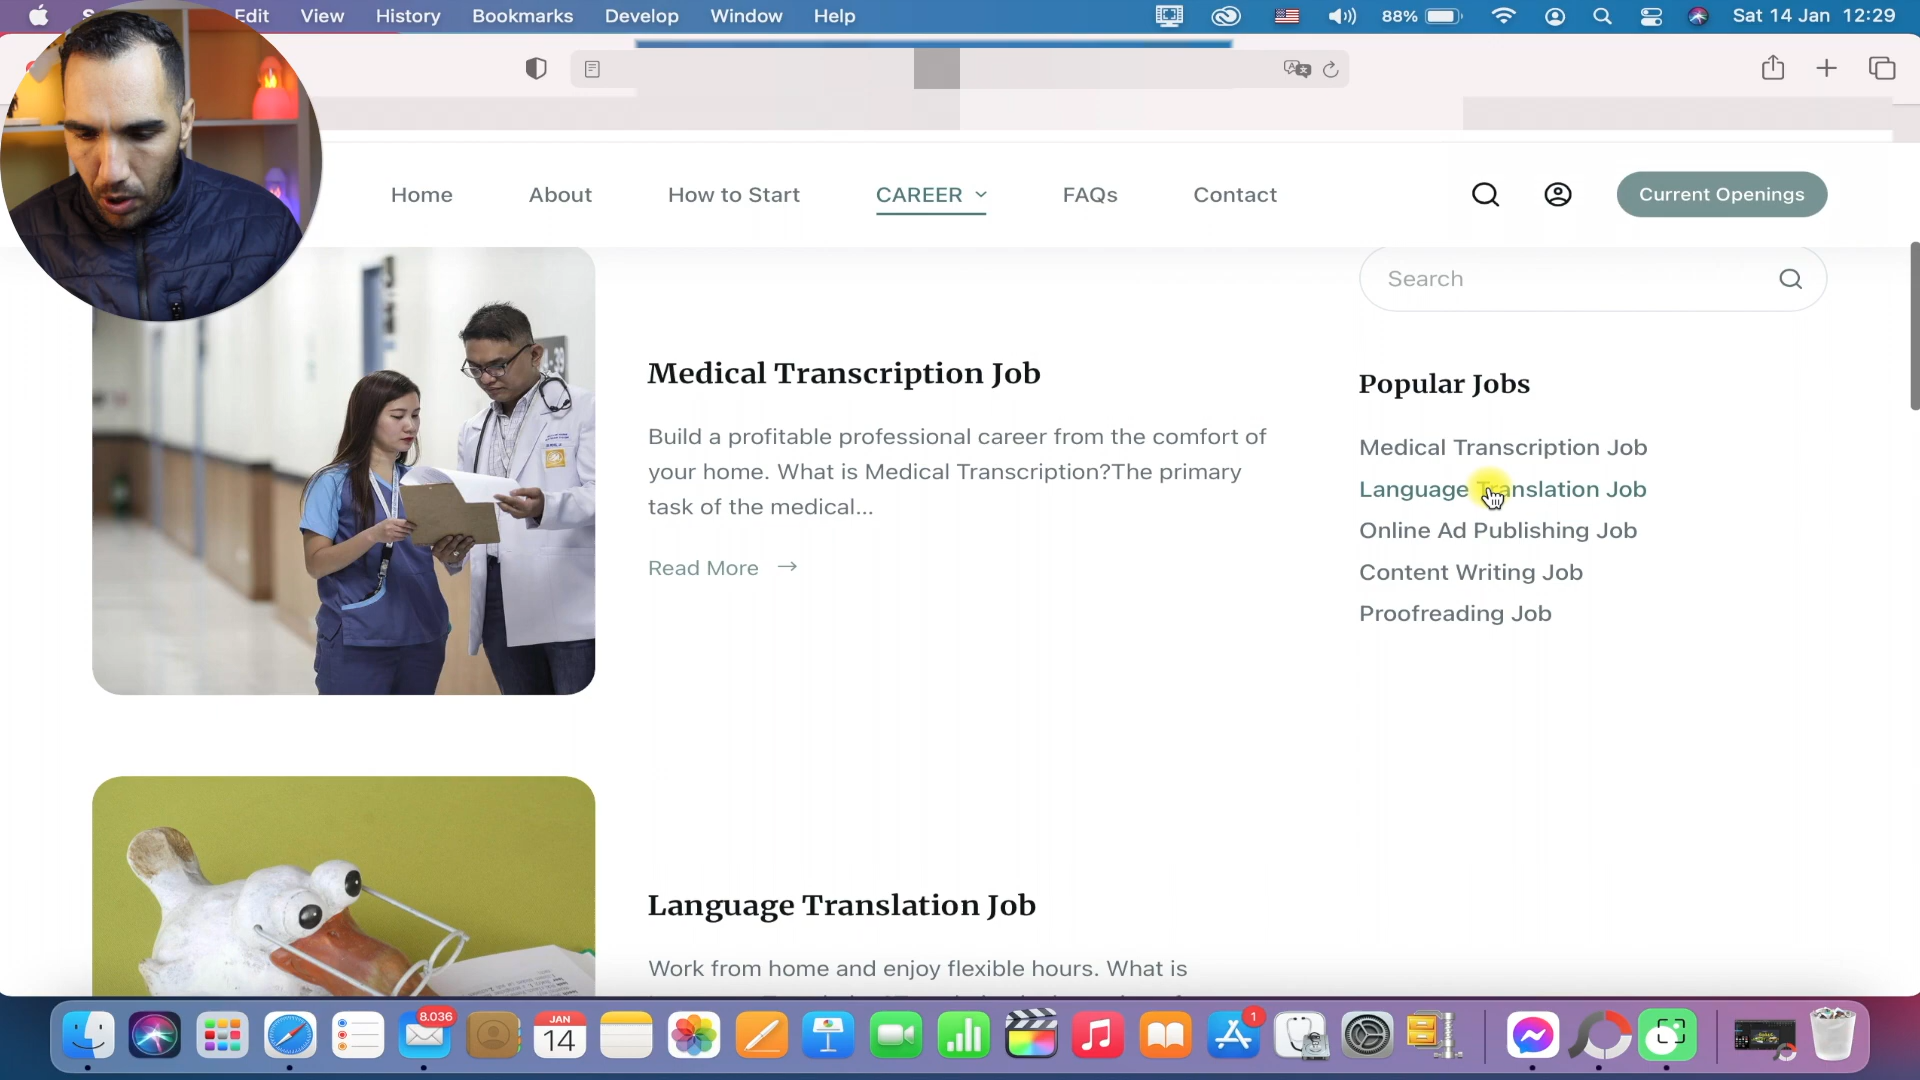 Edit View History Bookmarks Develop Window Help 88% Sat 14 Jan 12:29
Home About How to Start CAREER FAQs Contact Current Openings
Search
Medical Transcription Job
Build a profitable professional career from the comfort of
your home. What is Medical Transcription?The primary
task of the medical...
Read More →
Popular Jobs
Medical Transcription Job
Language Translation Job
Online Ad Publishing Job
Content Writing Job
Proofreading Job
Language Translation Job
Work from home and enjoy flexible hours. What is
8.036
JAN
14
1